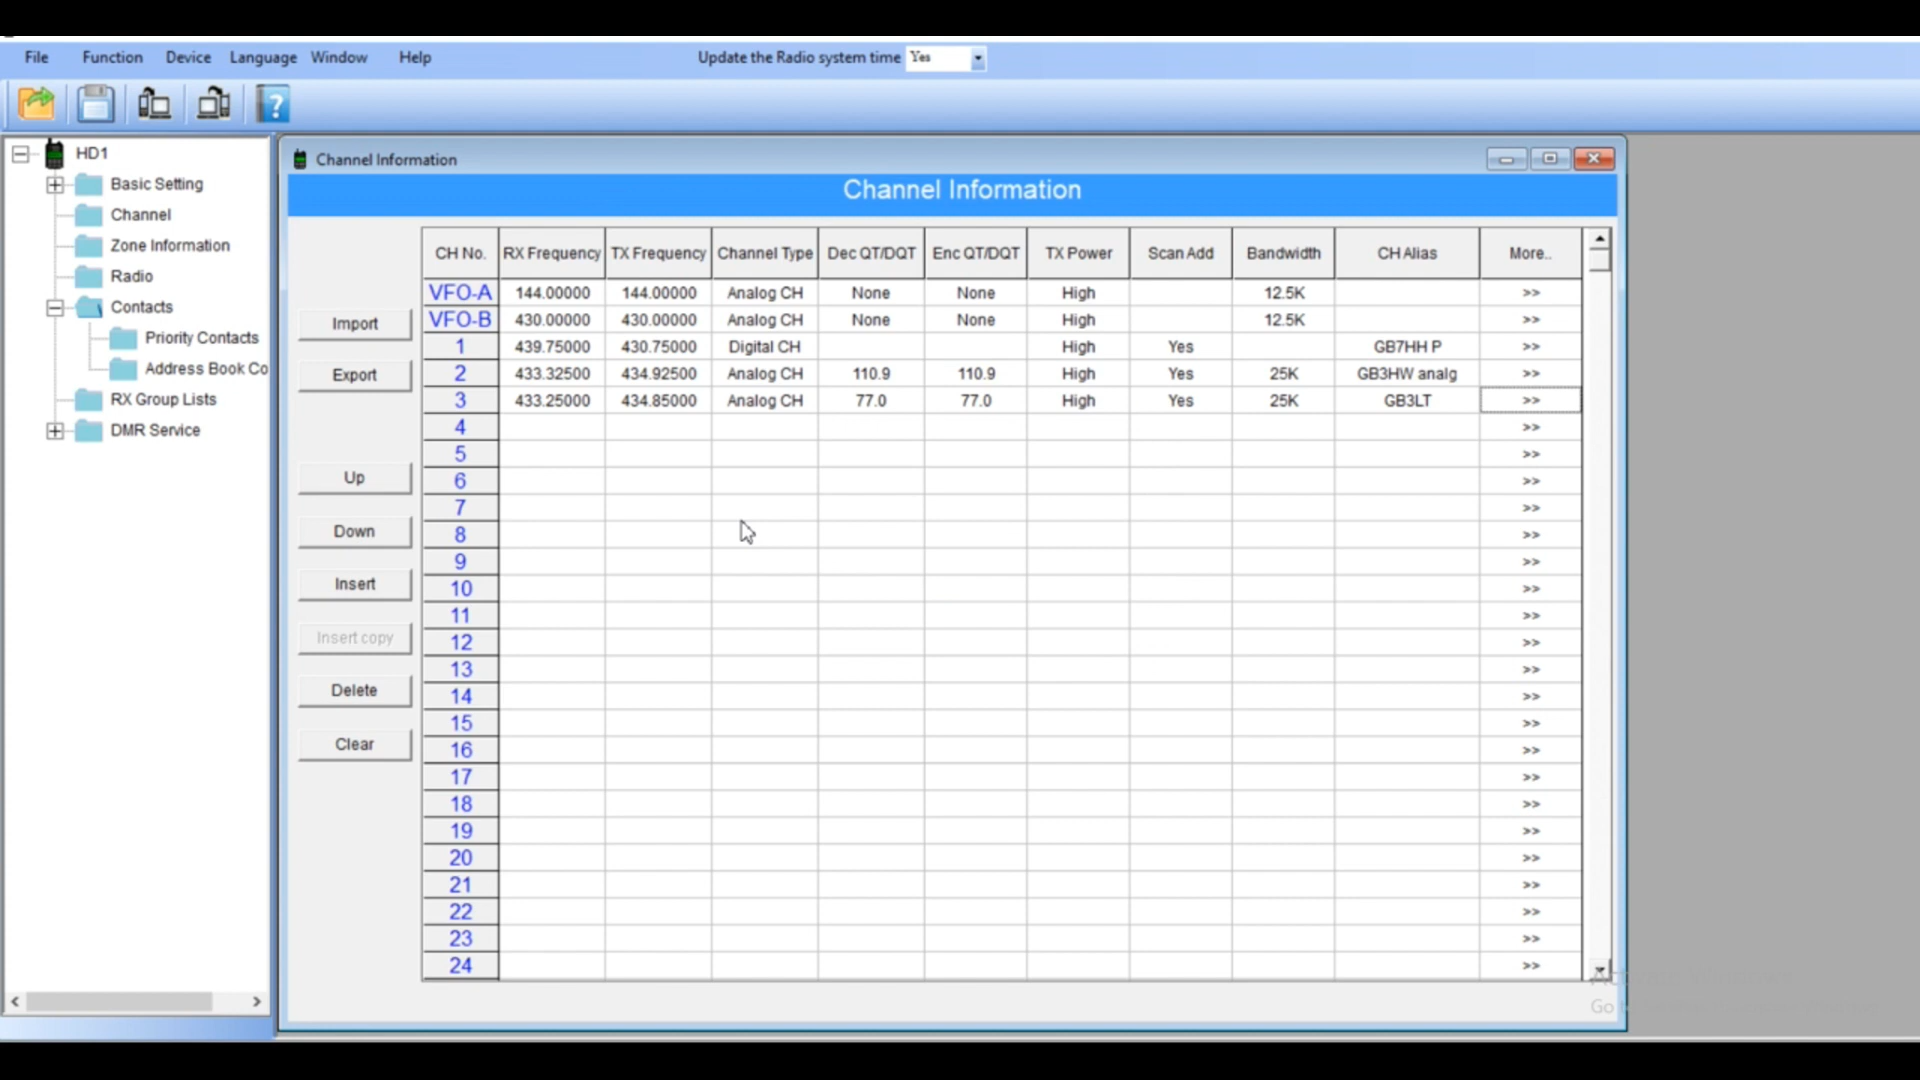 File Function Device Language Window Help Update the Radio system time Yes
HD1
Basic Setting
Channel
Zone Information
Radio
Contacts
Priority Contacts
Address Book Co
RX Group Lists
DMR Service
Channel Information
Channel Information
Import
Export
Up
Down
Insert
Insert copy
Delete
Clear
CH No. RX Frequency TX Frequency Channel Type Dec QT/DQT Enc QT/DQT TX Power Scan Add Bandwidth CH Alias More..
VFO-A 144.00000 144.00000 Analog CH None None High 12.5K >>
VFO-B 430.00000 430.00000 Analog CH None None High 12.5K >>
1 439.75000 430.75000 Digital CH High Yes GB7HH P >>
2 433.32500 434.92500 Analog CH 110.9 110.9 High Yes 25K GB3HW analg >>
3 433.25000 434.85000 Analog CH 77.0 77.0 High Yes 25K GB3LT >>
4 >>
5 >>
6 >>
7 >>
8 >>
9 >>
10 >>
11 >>
12 >>
13 >>
14 >>
15 >>
16 >>
17 >>
18 >>
19 >>
20 >>
21 >>
22 >>
23 >>
24 >>
Go